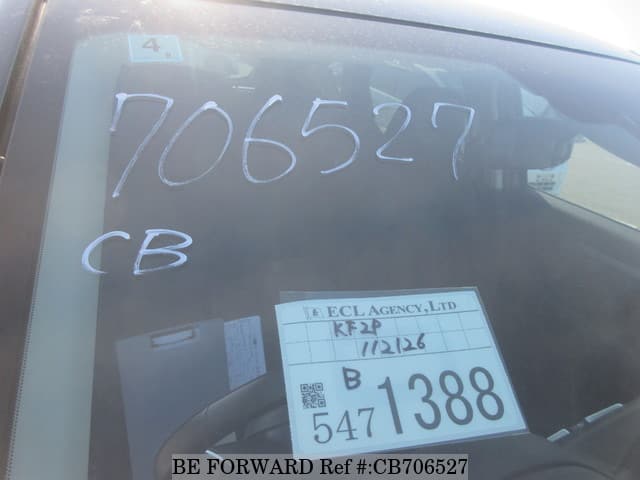 4
706527
CB
ECL AGENCY, LTD
KF2P
112126
B
547 1388
BE FORWARD Ref #:CB706527